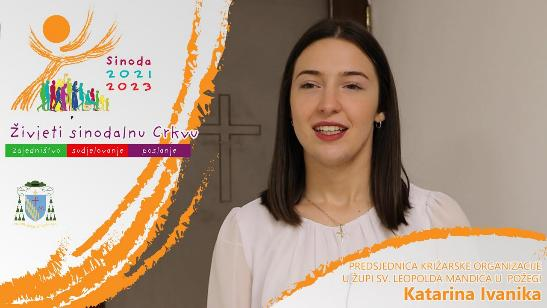 Sinoda
2021
2023
Živjeti sinodalnu Crkvu
zajedništvo sudjelovanje poslanje
PREDSJEDNICA KRIŽARSKE ORGANIZACIJE
U ŽUPI SV. LEOPOLDA MANDIĆA U POŽEGI
Katarina Ivanika